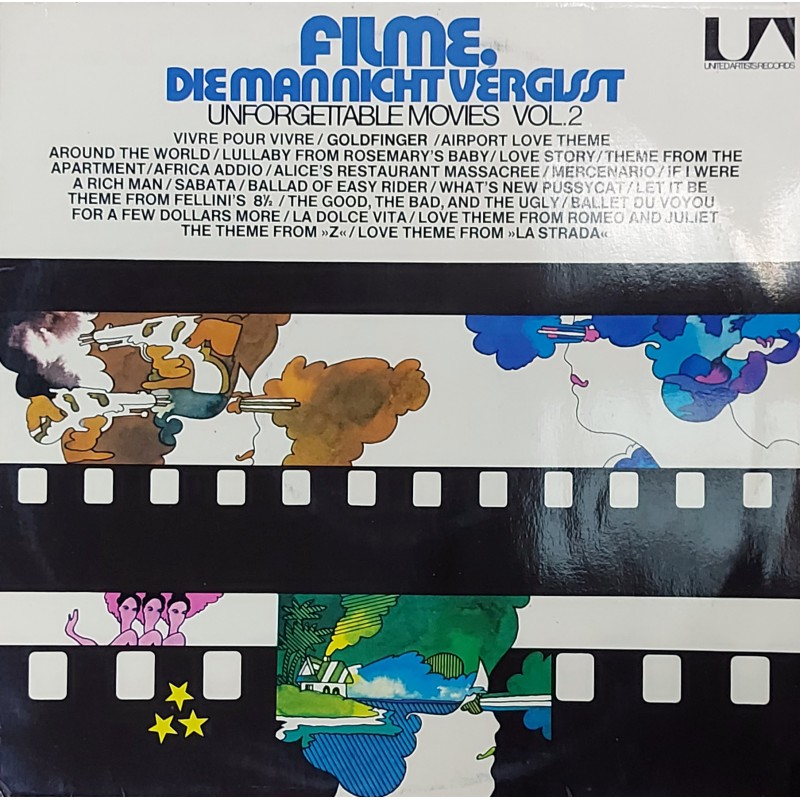 FILME,
DIE MAN NICHT VERGISST
UNFORGETTABLE MOVIES VOL.2
UNITED ARTISTS RECORDS
VIVRE POUR VIVRE / GOLDFINGER / AIRPORT LOVE THEME
AROUND THE WORLD / LULLABY FROM ROSEMARY'S BABY / LOVE STORY / THEME FROM THE
APARTMENT / AFRICA ADDIO / ALICE'S RESTAURANT MASSACREE / MERCENARIO / IF I WERE
A RICH MAN / SABATA / BALLAD OF EASY RIDER / WHAT'S NEW PUSSYCAT / LET IT BE
THEME FROM FELLINI'S 8½ / THE GOOD, THE BAD, AND THE UGLY / BALLET DU VOYOU
FOR A FEW DOLLARS MORE / LA DOLCE VITA / LOVE THEME FROM ROMEO AND JULIET
THE THEME FROM »Z« / LOVE THEME FROM »LA STRADA«